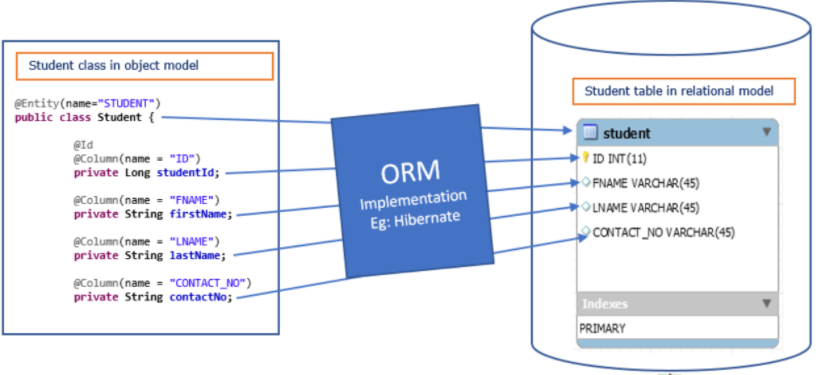 Student class in object model
@Entity(name="STUDENT")
public class Student {
@Id
@Column(name = "ID")
private Long studentId;
@Column(name = "FNAME")
private String firstName;
@Column(name = "LNAME")
private String lastName;
@Column(name = "CONTACT_NO")
private String contactNo;
ORM
Implementation
Eg: Hibernate
Student table in relational model
student
ID INT(11)
FNAME VARCHAR(45)
LNAME VARCHAR(45)
CONTACT_NO VARCHAR(45)
Indexes
PRIMARY